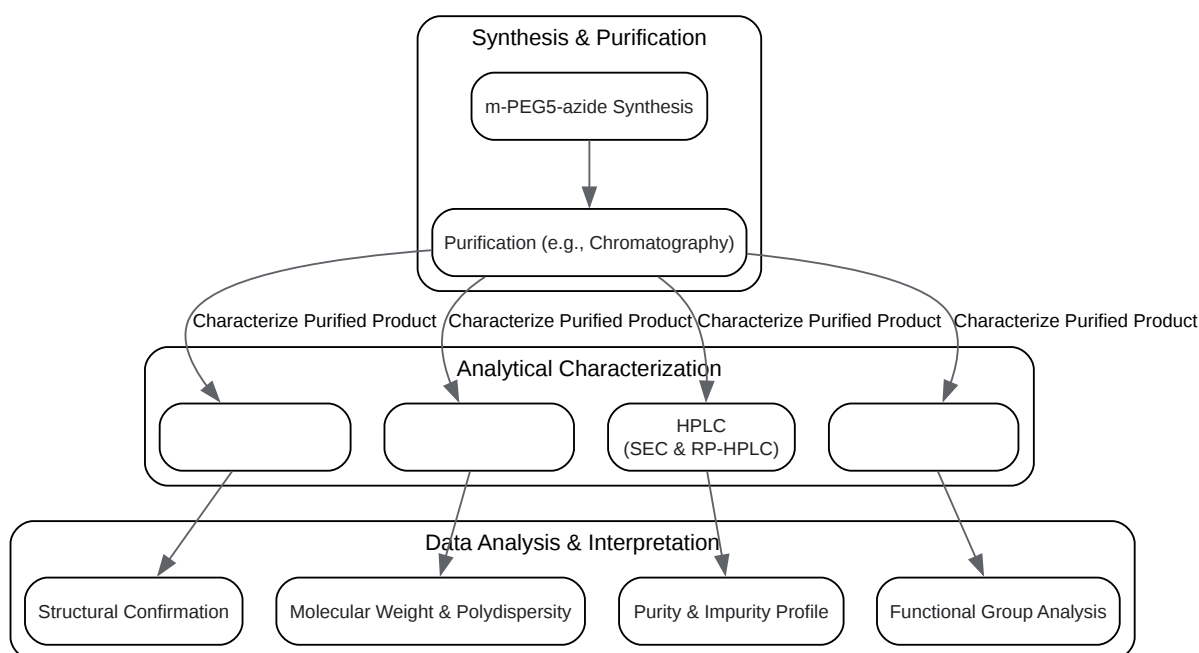 Synthesis & Purification
m-PEG5-azide Synthesis
Purification (e.g., Chromatography)
Characterize Purified Product
Characterize Purified Product
Characterize Purified Product
Characterize Purified Product
Analytical Characterization
HPLC
(SEC & RP-HPLC)
Data Analysis & Interpretation
Structural Confirmation
Molecular Weight & Polydispersity
Purity & Impurity Profile
Functional Group Analysis